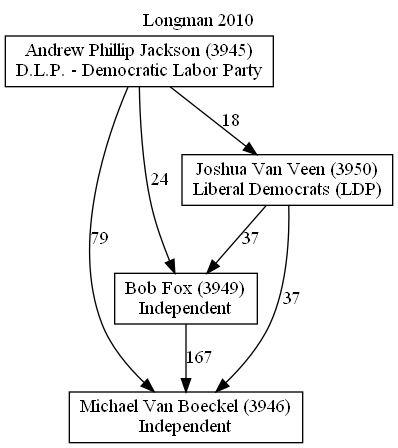 Longman 2010
Andrew Phillip Jackson (3945)
D.L.P. - Democratic Labor Party
18
Joshua Van Veen (3950)
Liberal Democrats (LDP)
24
79
37
Bob Fox (3949)
Independent
37
167
Michael Van Boeckel (3946)
Independent